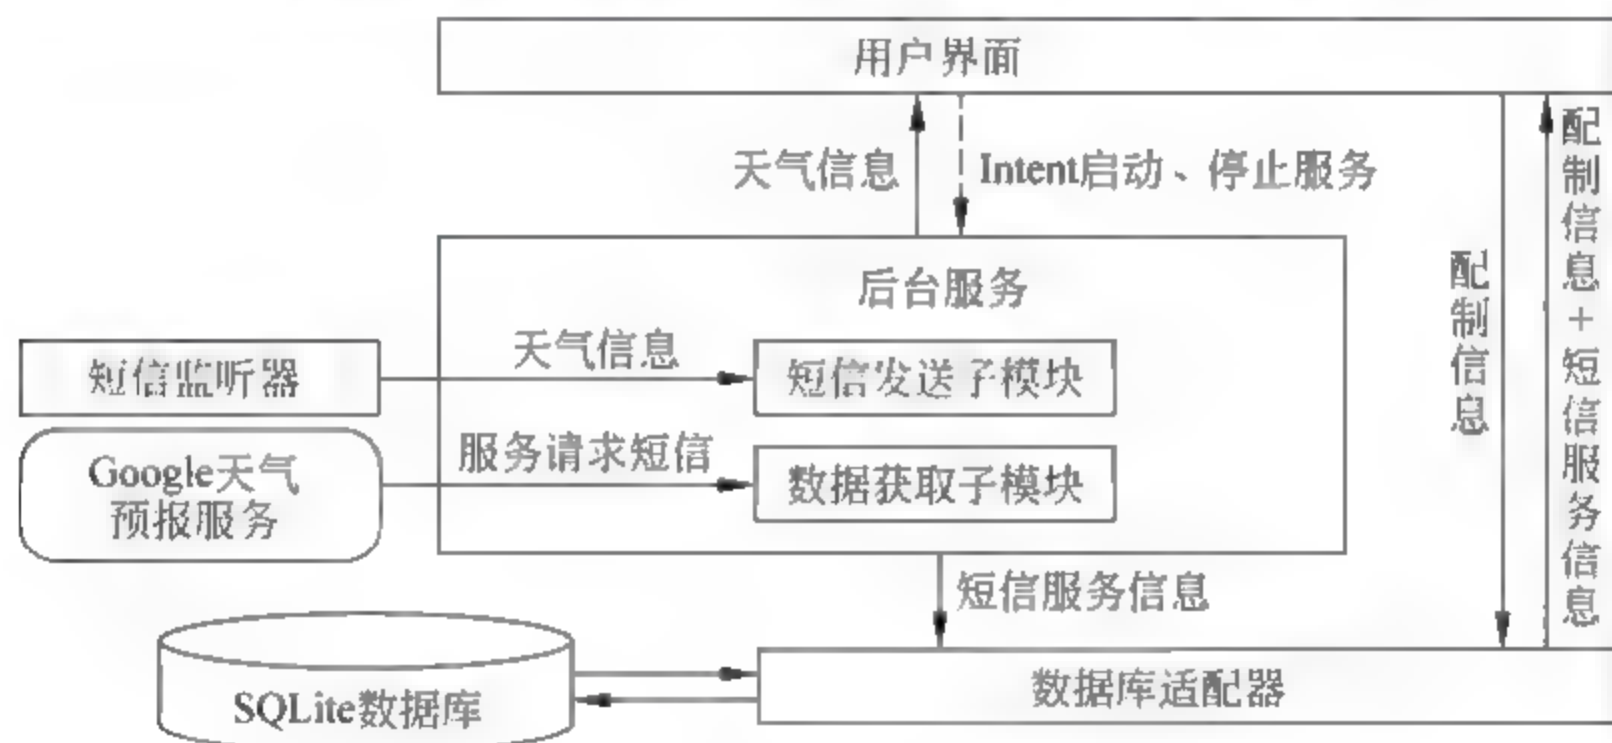 用户界面
天气信息
Intent启动、停止服务
配制信息
配制信息+短信服务信息
后台服务
短信监听器
天气信息
短信发送子模块
Google天气
预报服务
服务请求短信
数据获取子模块
短信服务信息
SQLite数据库
数据库适配器